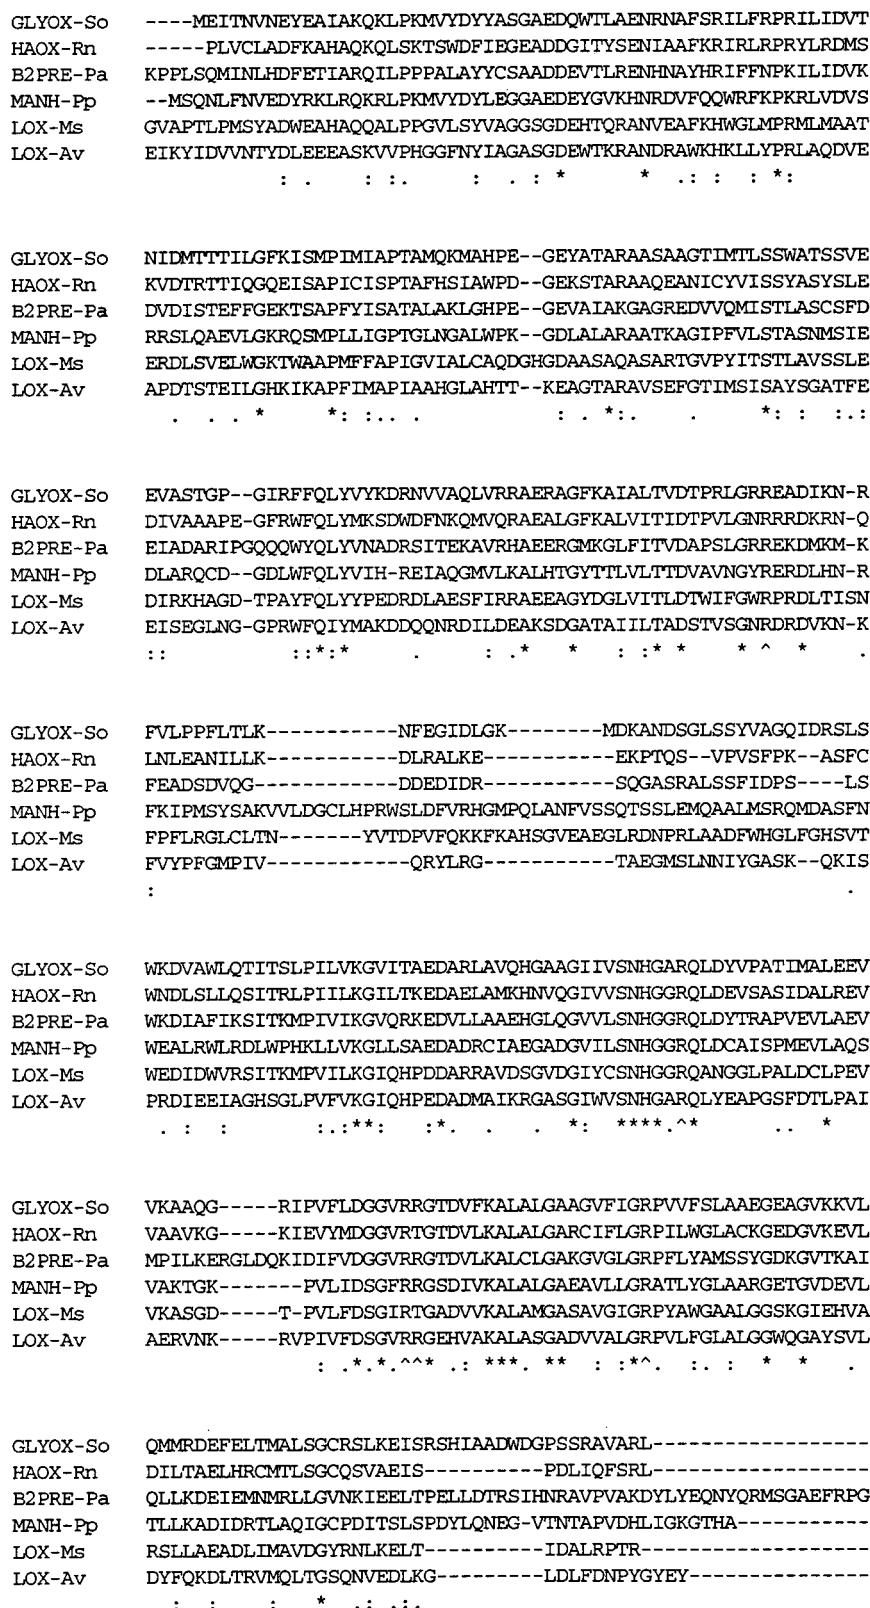 GLYOX-So ----MEITNVNEYEAIAKQKLPKMVYDYYASGAEDQWTLAENRNAFSRILFRPRILIDVT
HAOX-Rn -----PLVCLADFKAHAQKQLSKTSWDFIEGEADDGITYSENIAAFKRIRLRPRYLRDMS
B2PRE-Pa KPPLSQMINLHDFETIARQILPPPALAYYCSAADDEVTLRENHNAYHRIFFNPKILIDVK
MANH-Pp --MSQNLFNVEDYRKLRQKRLPKMVYDYLEGGAEDEYGVKHNRDVFQQWRFKPKRLVDVS
LOX-Ms GVAPTLPMSYADWEAHAQQALPPGVLSYVAGGSGDEHTQRANVEAFKHWGLMPRMLMAAT
LOX-Av EIKYIDVVNTYDLEEEASKVVPHGGFNYIAGASGDEWTKRANDRAWKHKLLYPRLAQDVE
: . : :. : . : * * .: : : *:
GLYOX-So NIDMTTTILGFKISMPIMIAPTAMQKMAHPE--GEYATARAASAAGTIMTLSSWATSSVE
HAOX-Rn KVDTRTTIQGQEISAPICISPTAFHSIAWPD--GEKSTARAAQEANICYVISSYASYSLE
B2PRE-Pa DVDISTEFFGEKTSAPFYISATALAKLGHPE--GEVAIAKGAGREDVVQMISTLASCSFD
MANH-Pp RRSLQAEVLGKRQSMPLLIGPTGLNGALWPK--GDLALARAATKAGIPFVLSTASNMSIE
LOX-Ms ERDLSVELWGKTWAAPMFFAPIGVIALCAQDGHGDAASAQASARTGVPYITSTLAVSSLE
LOX-Av APDTSTEILGHKIKAPFIMAPIAAHGLAHTT--KEAGTARAVSEFGTIMSISAYSGATFE
. . . * *: :.. . : . *:. . *: : :.:
GLYOX-So EVASTGP--GIRFFQLYVYKDRNVVAQLVRRAERAGFKAIALTVDTPRLGRREADIKN-R
HAOX-Rn DIVAAAPE-GFRWFQLYMKSDWDFNKQMVQRAEALGFKALVITIDTPVLGNRRRDKRN-Q
B2PRE-Pa EIADARIPGQQQWYQLYVNADRSITEKAVRHAEERGMKGLFITVDAPSLGRREKDMKM-K
MANH-Pp DLARQCD--GDLWFQLYVIH-REIAQGMVLKALHTGYTTLVLTTDVAVNGYRERDLHN-R
LOX-Ms DIRKHAGD-TPAYFQLYYPEDRDLAESFIRRAEEAGYDGLVITLDTWIFGWRPRDLTISN
LOX-Av EISEGLNG-GPRWFQIYMAKDDQQNRDILDEAKSDGATAIILTADSTVSGNRDRDVKN-K
:: ::*:* . : .* * : :* * * ^ * .
GLYOX-So FVLPPFLTLK-----------NFEGIDLGK--------MDKANDSGLSSYVAGQIDRSLS
HAOX-Rn LNLEANILLK-----------DLRALKE-----------EKPTQS--VPVSFPK--ASFC
B2PRE-Pa FEADSDVQG------------DDEDIDR-----------SQGASRALSSFIDPS----LS
MANH-Pp FKIPMSYSAKVVLDGCLHPRWSLDFVRHGMPQLANFVSSQTSSLEMQAALMSRQMDASFN
LOX-Ms FPFLRGLCLTN-------YVTDPVFQKKFKAHSGVEAEGLRDNPRLAADFWHGLFGHSVT
LOX-Av FVYPFGMPIV------------QRYLRG-----------TAEGMSLNNIYGASK--QKIS
: .
GLYOX-So WKDVAWLQTITSLPILVKGVITAEDARLAVQHGAAGIIVSNHGARQLDYVPATIMALEEV
HAOX-Rn WNDLSLLQSITRLPIILKGILTKEDAELAMKHNVQGIVVSNHGGRQLDEVSASIDALREV
B2PRE-Pa WKDIAFIKSITKMPIVIKGVQRKEDVLLAAEHGLQGVVLSNHGGRQLDYTRAPVEVLAEV
MANH-Pp WEALRWLRDLWPHKLLVKGLLSAEDADRCIAEGADGVILSNHGGRQLDCAISPMEVLAQS
LOX-Ms WEDIDWVRSITKMPVILKGIQHPDDARRAVDSGVDGIYCSNHGGRQANGGLPALDCLPEV
LOX-Av PRDIEEIAGHSGLPVFVKGIQHPEDADMAIKRGASGIWVSNHGARQLYEAPGSFDTLPAI
. : : :.:** :*. . . *: ****.^* .. *
GLYOX-So VKAAQG-----RIPVFLDGGVRRGTDVFKALALGAAGVFIGRPVVFSLAAEGEAGVKKVL
HAOX-Rn VAAVKG-----KIEVYMDGGVRTGTDVLKALALGARCIFLGRPILWGLACKGEDGVKEVL
B2PRE-Pa MPILKERGLDQKIDIFVDGGVRRGTDVLKALCLGAKGVGLGRPFLYAMSSYGDKGVTKAI
MANH-Pp VAKTGK-------PVLIDSGFRRGSDIVKALALGAEAVLLGRATLYGLAARGETGVDEVL
LOX-Ms VKASGD-----T-PVLFDSGIRTGADVVKALAMGASAVGIGRPYAWGAALGGSKGIEHVA
LOX-Av AERVNK-----RVPIVFDSGVRRGEHVAKALASGADVVALGRPVLFGLALGGWQGAYSVL
: .*.*.^^* .: *** ** : :*^ :. : * * .
GLYOX-So QMMRDEFELTMALSGCRSLKEISRSHIAADWDGPSSRAVARL------------------
HAOX-Rn DILTAELHRCMTLSGCQSVAEIS----------PDLIQFSRL------------------
B2PRE-Pa QLLKDEIEMNMRLLGVNKIEELTPELLDTRSIHNRAVPVAKDYLYEQNYQRMSGAEFRPG
MANH-Pp TLLKADIDRTLAQIGCPDITSLSPDYLQNEG-VTNTAPVDHLIGKGTHA-----------
LOX-Ms RSLLAEADLIMAVDGYRNLKELT----------IDALRPTR-------------------
LOX-Av DYFQKDLTRVMQLTGSQNVEDLKG---------LDLFDNPYGYEY---------------
: : : * .: .:.